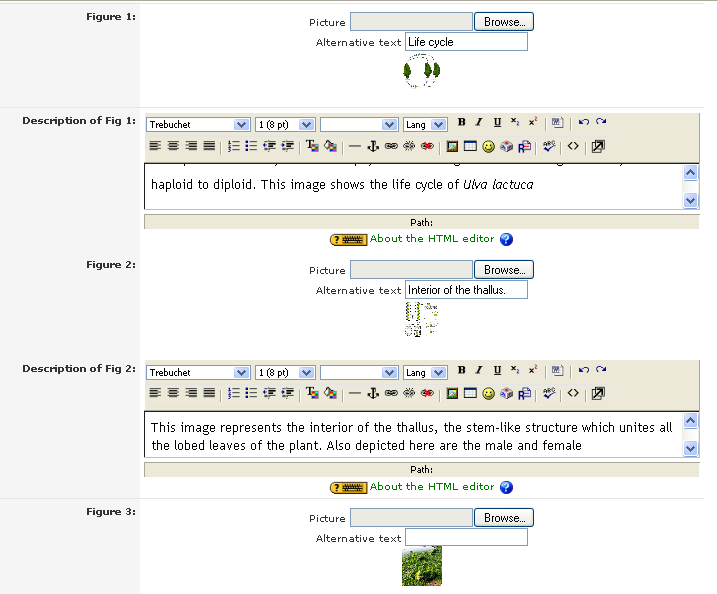 Figure 1:
Picture Browse...
Alternative text Life cycle
Description of Fig 1:
Trebuchet 1 (8 pt) Lang B I U x₂ x²
haploid to diploid. This image shows the life cycle of Ulva lactuca
Path:
About the HTML editor ?
Figure 2:
Picture Browse...
Alternative text Interior of the thallus.
Description of Fig 2:
Trebuchet 1 (8 pt) Lang B I U x₂ x²
This image represents the interior of the thallus, the stem-like structure which unites all
the lobed leaves of the plant. Also depicted here are the male and female
Path:
About the HTML editor ?
Figure 3:
Picture Browse...
Alternative text